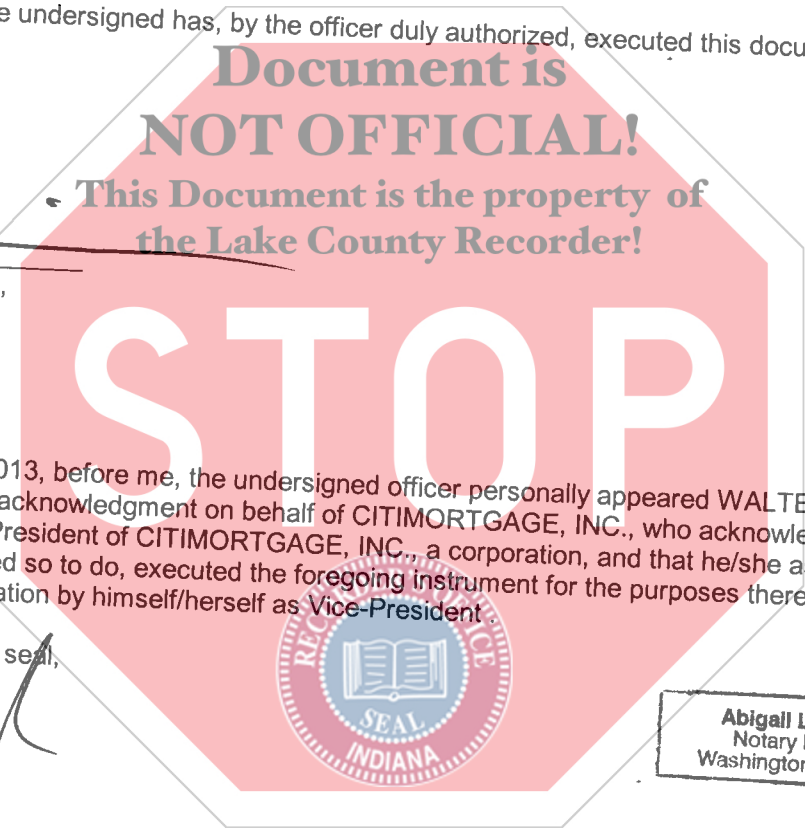 e undersigned has, by the officer duly authorized, executed this docu
Document is
NOT OFFICIAL!
This Document is the property of
the Lake County Recorder!
,
STOP
013, before me, the undersigned officer personally appeared WALTE
acknowledgment on behalf of CITIMORTGAGE, INC., who acknowle
President of CITIMORTGAGE, INC., a corporation, and that he/she a
ed so to do, executed the foregoing instrument for the purposes there
ation by himself/herself as Vice-President .
seal,
RECORDER'S OFFICE
SEAL
INDIANA
Abigail L
Notary
Washington